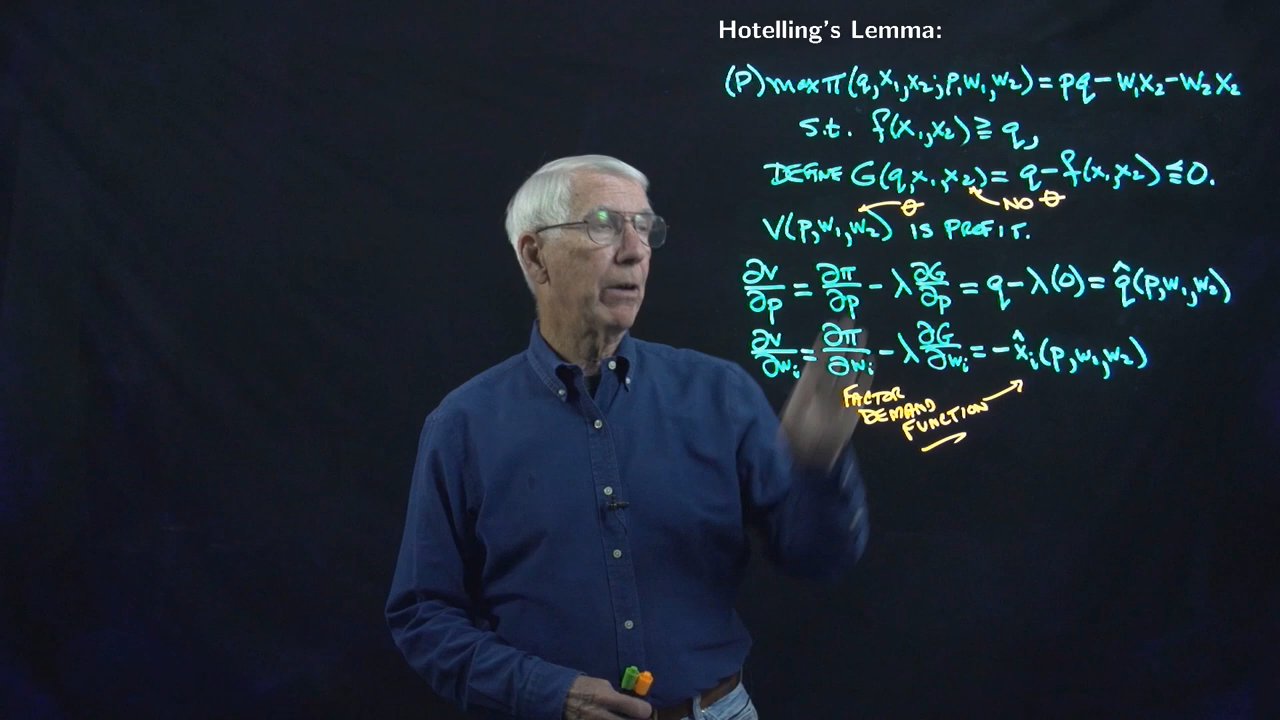 Hotelling's Lemma:
(P) max π(q,x₁,x₂;p,w₁,w₂) = pq - w₁x₂ - w₂x₂
s.t. f(x₁,x₂) ≧ q,
DEFINE G(q,x₁,x₂) = q - f(x₁,x₂) ≦ 0.
θ NO θ
V(p,w₁,w₂) IS PROFIT.
∂V/∂p = ∂π/∂p - λ ∂G/∂p = q - λ(0) = q̂(p,w₁,w₂)
∂V/∂wᵢ = ∂π/∂wᵢ - λ ∂G/∂wᵢ = - x̂ᵢ(p,w₁,w₂)
FACTOR
DEMAND
FUNCTION